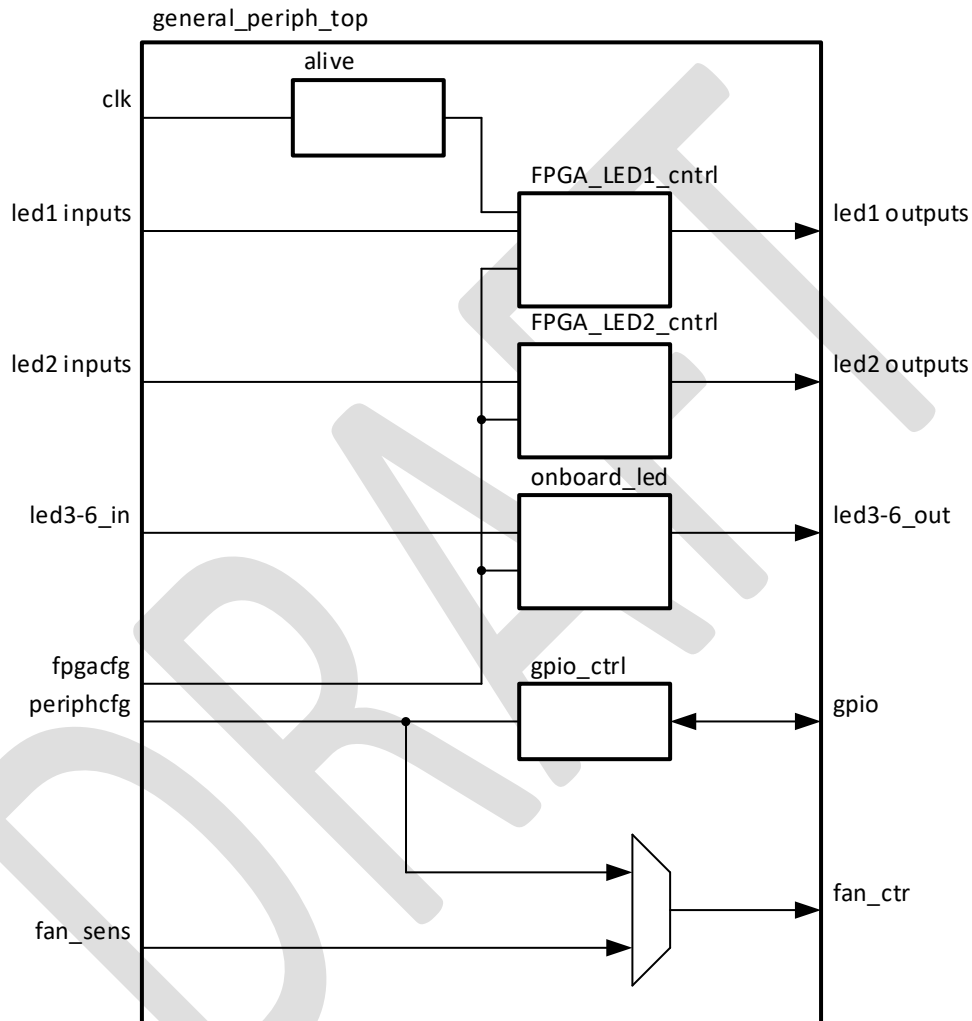 general_periph_top
alive
clk
FPGA_LED1_cntrl
led1 inputs
led1 outputs
FPGA_LED2_cntrl
led2 inputs
led2 outputs
onboard_led
led3-6_in
led3-6_out
fpgacfg
gpio_ctrl
periphcfg
gpio
fan_ctr
fan_sens
DRAFT